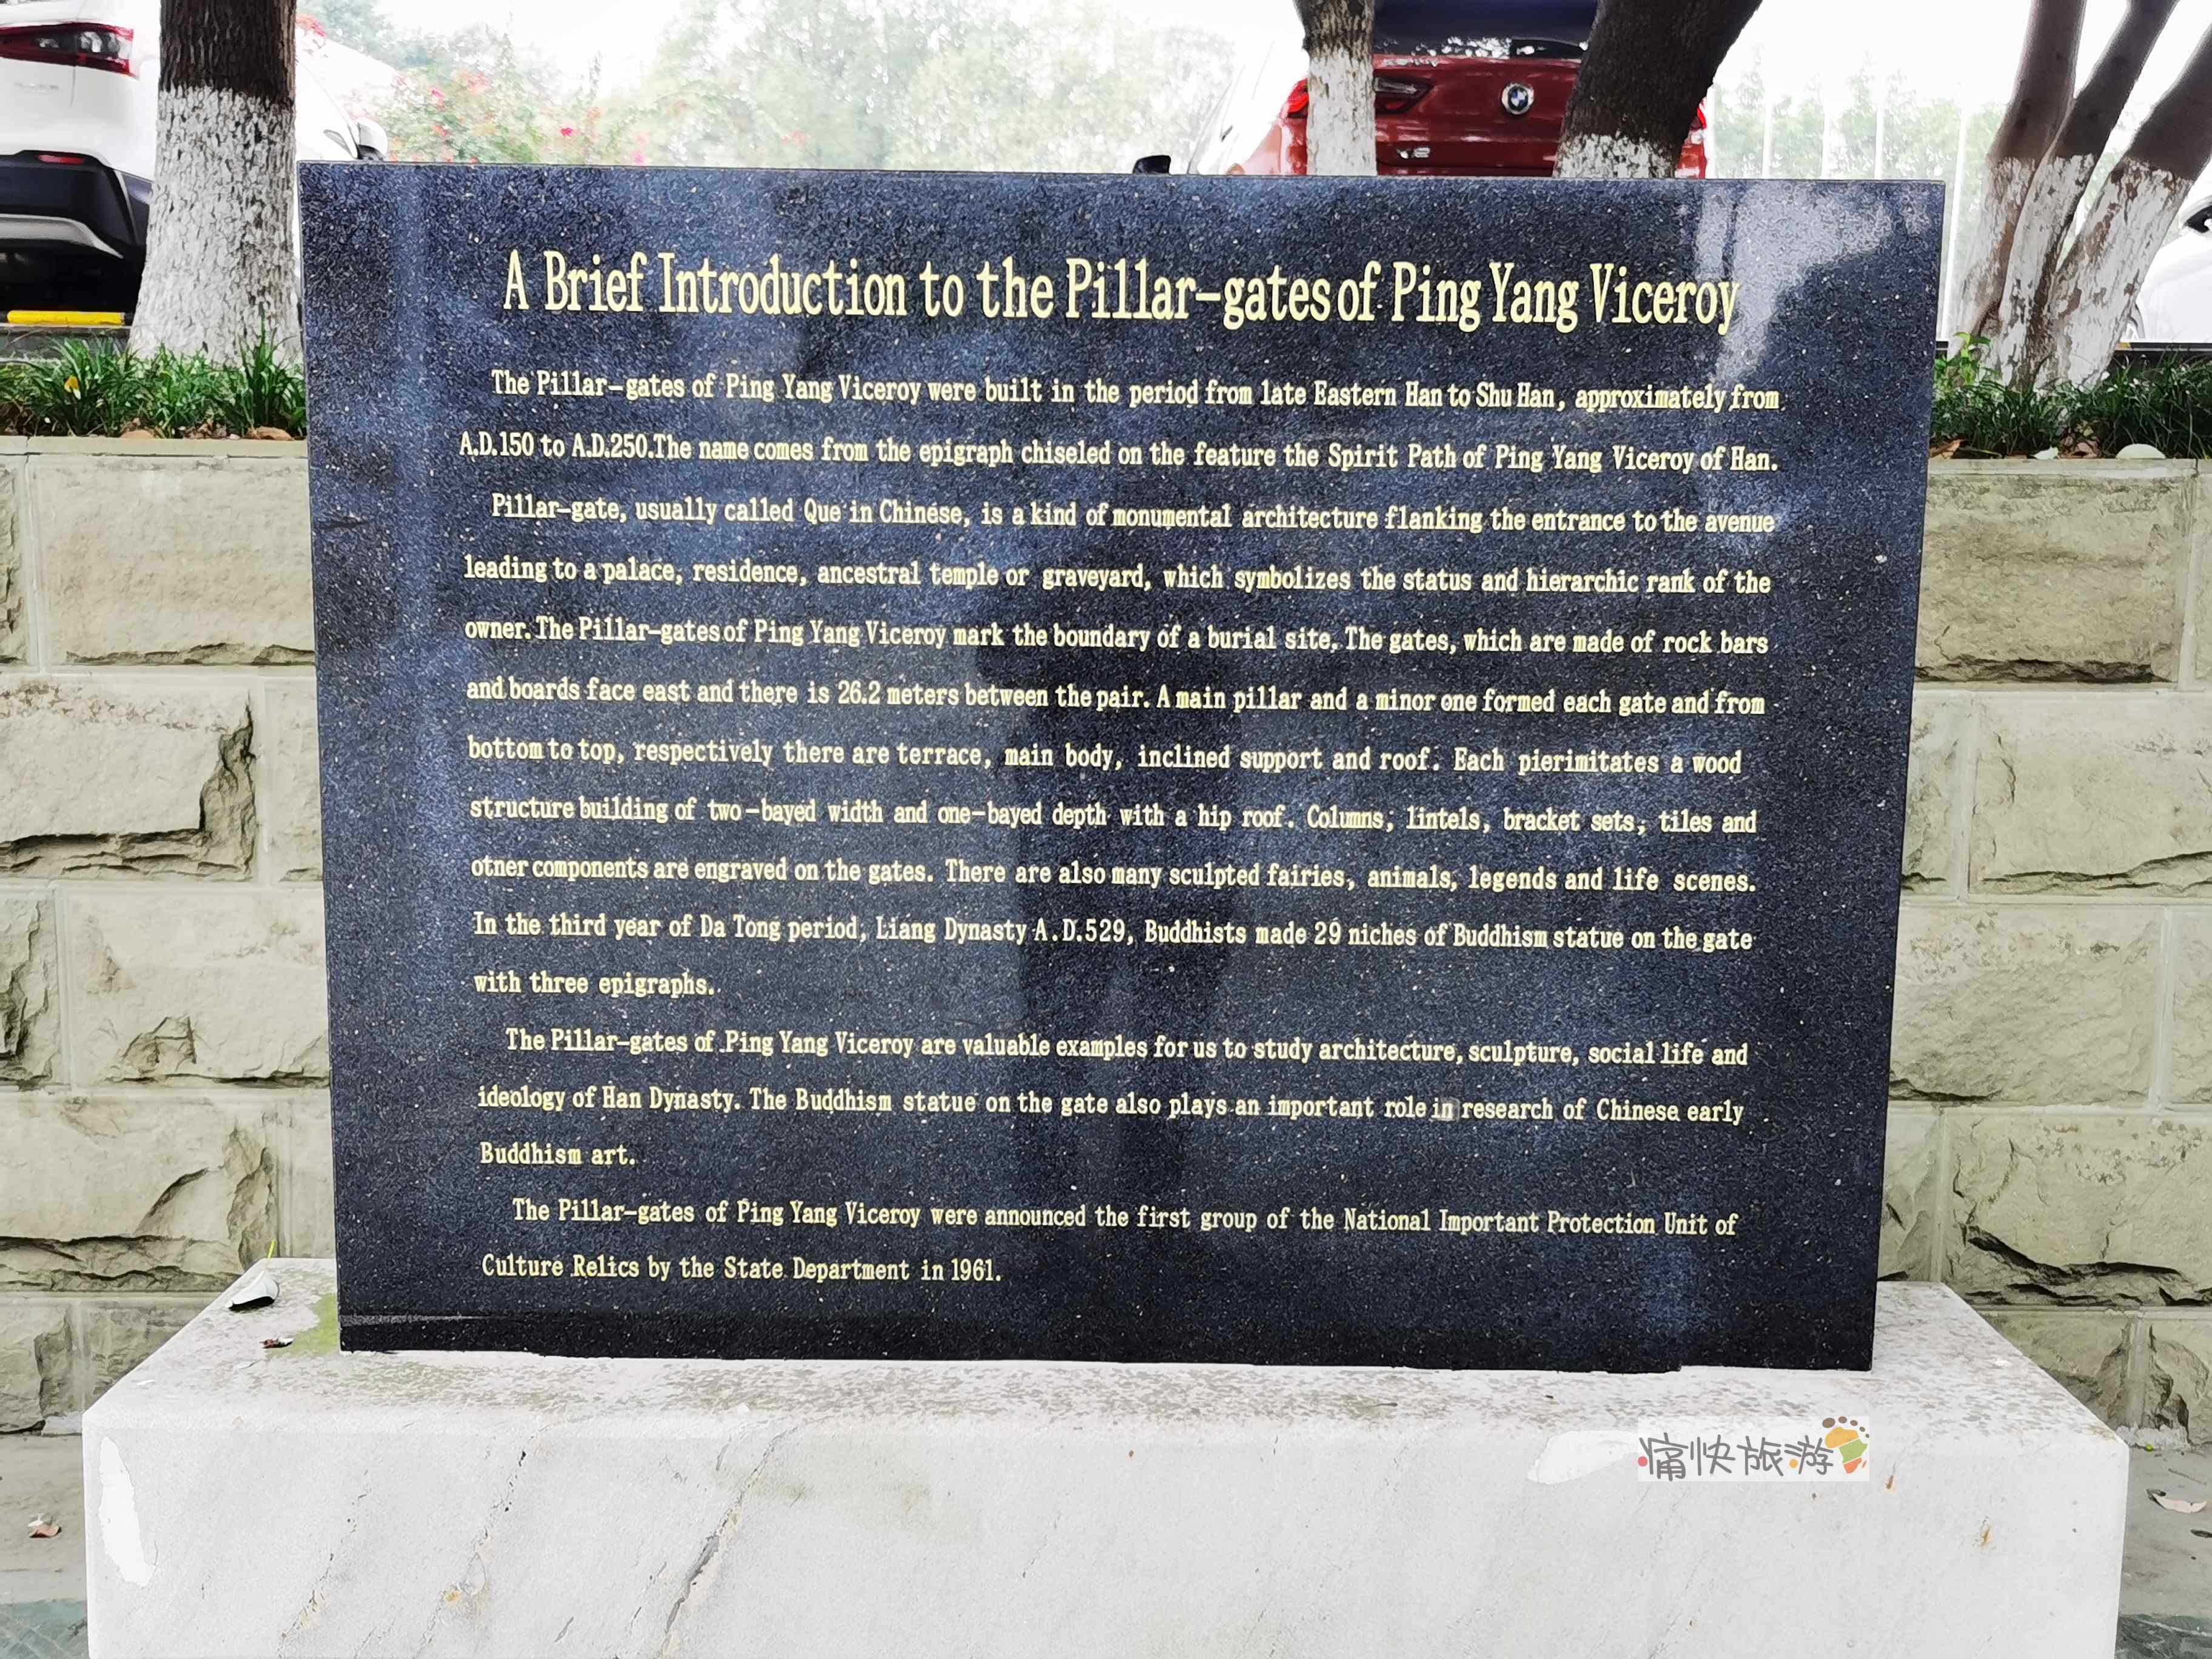 A Brief Introduction to the Pillar-gates of Ping Yang Viceroy
The Pillar-gates of Ping Yang Viceroy were built in the period from late Eastern Han to Shu Han, approximately from
A.D.150 to A.D.250.The name comes from the epigraph chiseled on the feature the Spirit Path of Ping Yang Viceroy of Han.
Pillar-gate, usually called Que in Chinese, is a kind of monumental architecture flanking the entrance to the avenue
leading to a palace, residence, ancestral temple or graveyard, which symbolizes the status and hierarchic rank of the
owner. The Pillar-gates of Ping Yang Viceroy mark the boundary of a burial site. The gates, which are made of rock bars
and boards face east and there is 26.2 meters between the pair. A main pillar and a minor one formed each gate and from
bottom to top, respectively there are terrace, main body, inclined support and roof. Each pierimitates a wood
structure building of two-bayed width and one-bayed depth with a hip roof. Columns, lintels, bracket sets, tiles and
otner components are engraved on the gates. There are also many sculpted fairies, animals, legends and life scenes.
In the third year of Da Tong period, Liang Dynasty A.D.529, Buddhists made 29 niches of Buddhism statue on the gate
with three epigraphs.
The Pillar-gates of Ping Yang Viceroy are valuable examples for us to study architecture, sculpture, social life and
ideology of Han Dynasty. The Buddhism statue on the gate also plays an important role in research of Chinese early
Buddhism art.
The Pillar-gates of Ping Yang Viceroy were announced the first group of the National Important Protection Unit of
Culture Relics by the State Department in 1961.
痛快旅游